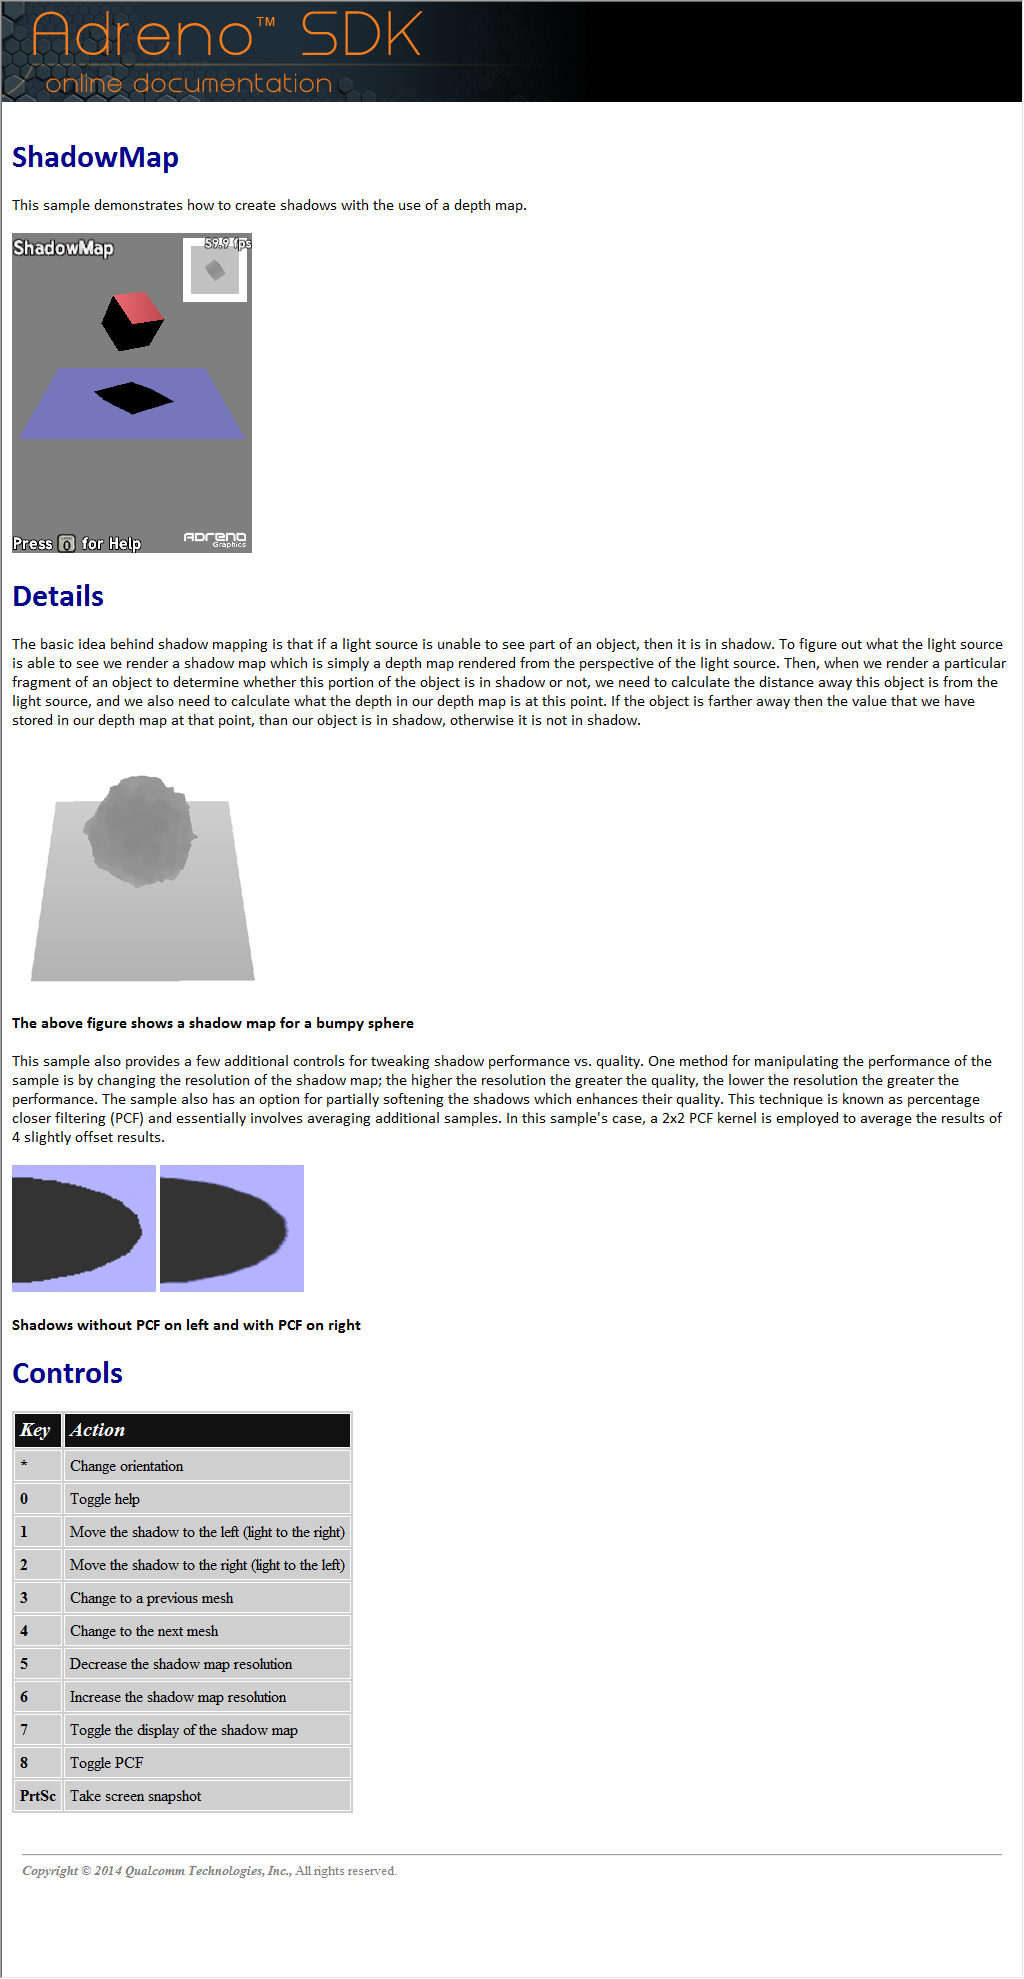 Adreno™ SDK
online documentation
ShadowMap
This sample demonstrates how to create shadows with the use of a depth map.
ShadowMap
59.9 fps
Press 0 for Help
ADRENO
Graphics
Details
The basic idea behind shadow mapping is that if a light source is unable to see part of an object, then it is in shadow. To figure out what the light source
is able to see we render a shadow map which is simply a depth map rendered from the perspective of the light source. Then, when we render a particular
fragment of an object to determine whether this portion of the object is in shadow or not, we need to calculate the distance away this object is from the
light source, and we also need to calculate what the depth in our depth map is at this point. If the object is farther away then the value that we have
stored in our depth map at that point, than our object is in shadow, otherwise it is not in shadow.
The above figure shows a shadow map for a bumpy sphere
This sample also provides a few additional controls for tweaking shadow performance vs. quality. One method for manipulating the performance of the
sample is by changing the resolution of the shadow map; the higher the resolution the greater the quality, the lower the resolution the greater the
performance. The sample also has an option for partially softening the shadows which enhances their quality. This technique is known as percentage
closer filtering (PCF) and essentially involves averaging additional samples. In this sample's case, a 2x2 PCF kernel is employed to average the results of
4 slightly offset results.
Shadows without PCF on left and with PCF on right
Controls
Key Action
* Change orientation
0 Toggle help
1 Move the shadow to the left (light to the right)
2 Move the shadow to the right (light to the left)
3 Change to a previous mesh
4 Change to the next mesh
5 Decrease the shadow map resolution
6 Increase the shadow map resolution
7 Toggle the display of the shadow map
8 Toggle PCF
PrtSc Take screen snapshot
Copyright © 2014 Qualcomm Technologies, Inc., All rights reserved.